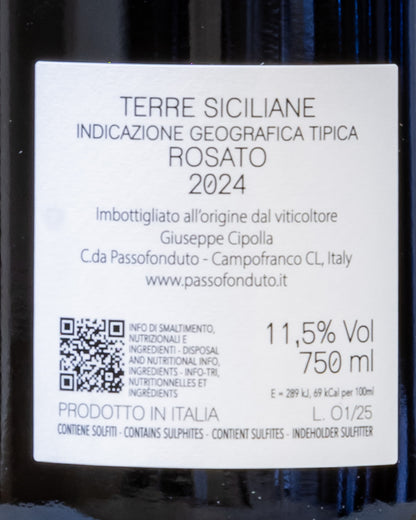 TERRE SICILIANE
INDICAZIONE GEOGRAFICA TIPICA
ROSATO
2024
Imbottigliato all'origine dal viticoltore
Giuseppe Cipolla
C.da Passofonduto - Campofranco CL, Italy
www.passofonduto.it
INFO DI SMALTIMENTO,
NUTRIZIONALI E
INGREDIENTI - DISPOSAL
AND NUTRITIONAL INFO,
INGREDIENTS - INFO-TRI,
NUTRITIONNELLES ET
INGRÉDIENTS
11,5% Vol
750 ml
E = 289 kJ, 69 kCal per 100ml
PRODOTTO IN ITALIA
L. 01/25
CONTIENE SOLFITI - CONTAINS SULPHITES - CONTIENT SULFITES - INDEHOLDER SULFITTER